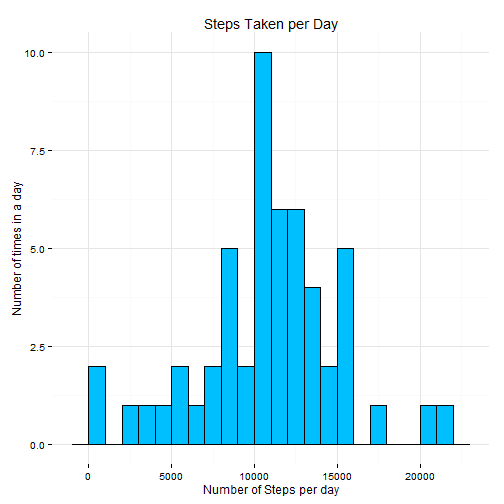 Steps Taken per Day
10.0
7.5
5.0
2.5
0.0
Number of times in a day
0 5000 10000 15000 20000
Number of Steps per day